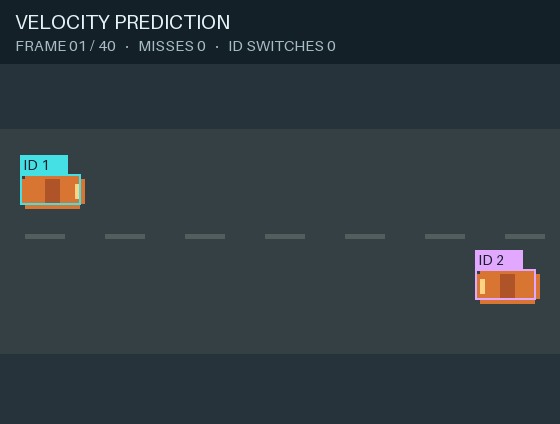 VELOCITY PREDICTION
FRAME 01 / 40 · MISSES 0 · ID SWITCHES 0
ID 1
ID 2